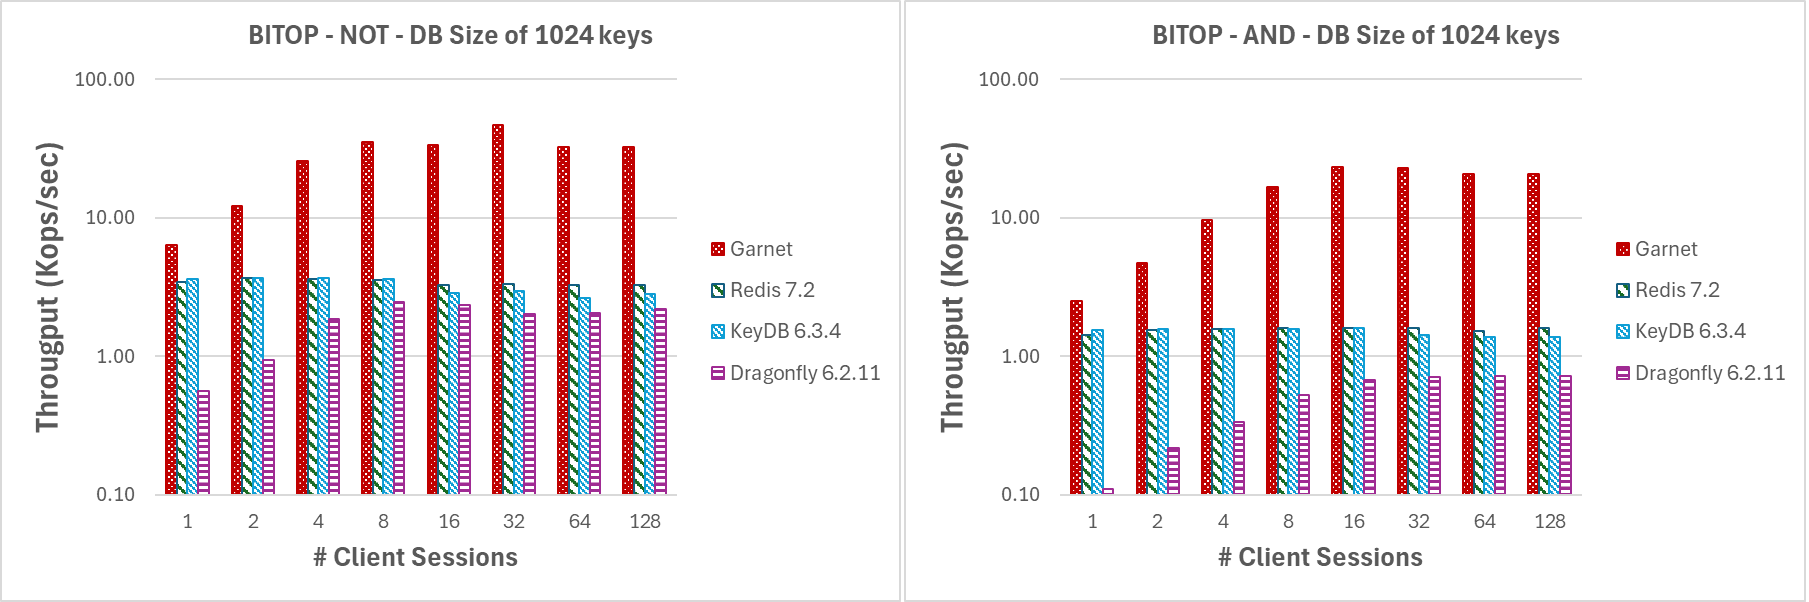 BITOP - NOT - DB Size of 1024 keys
Througput (Kops/sec)
100.00
10.00
1.00
0.10
1 2 4 8 16 32 64 128
# Client Sessions
Garnet
Redis 7.2
KeyDB 6.3.4
Dragonfly 6.2.11
BITOP - AND - DB Size of 1024 keys
Througput (Kops/sec)
100.00
10.00
1.00
0.10
1 2 4 8 16 32 64 128
# Client Sessions
Garnet
Redis 7.2
KeyDB 6.3.4
Dragonfly 6.2.11